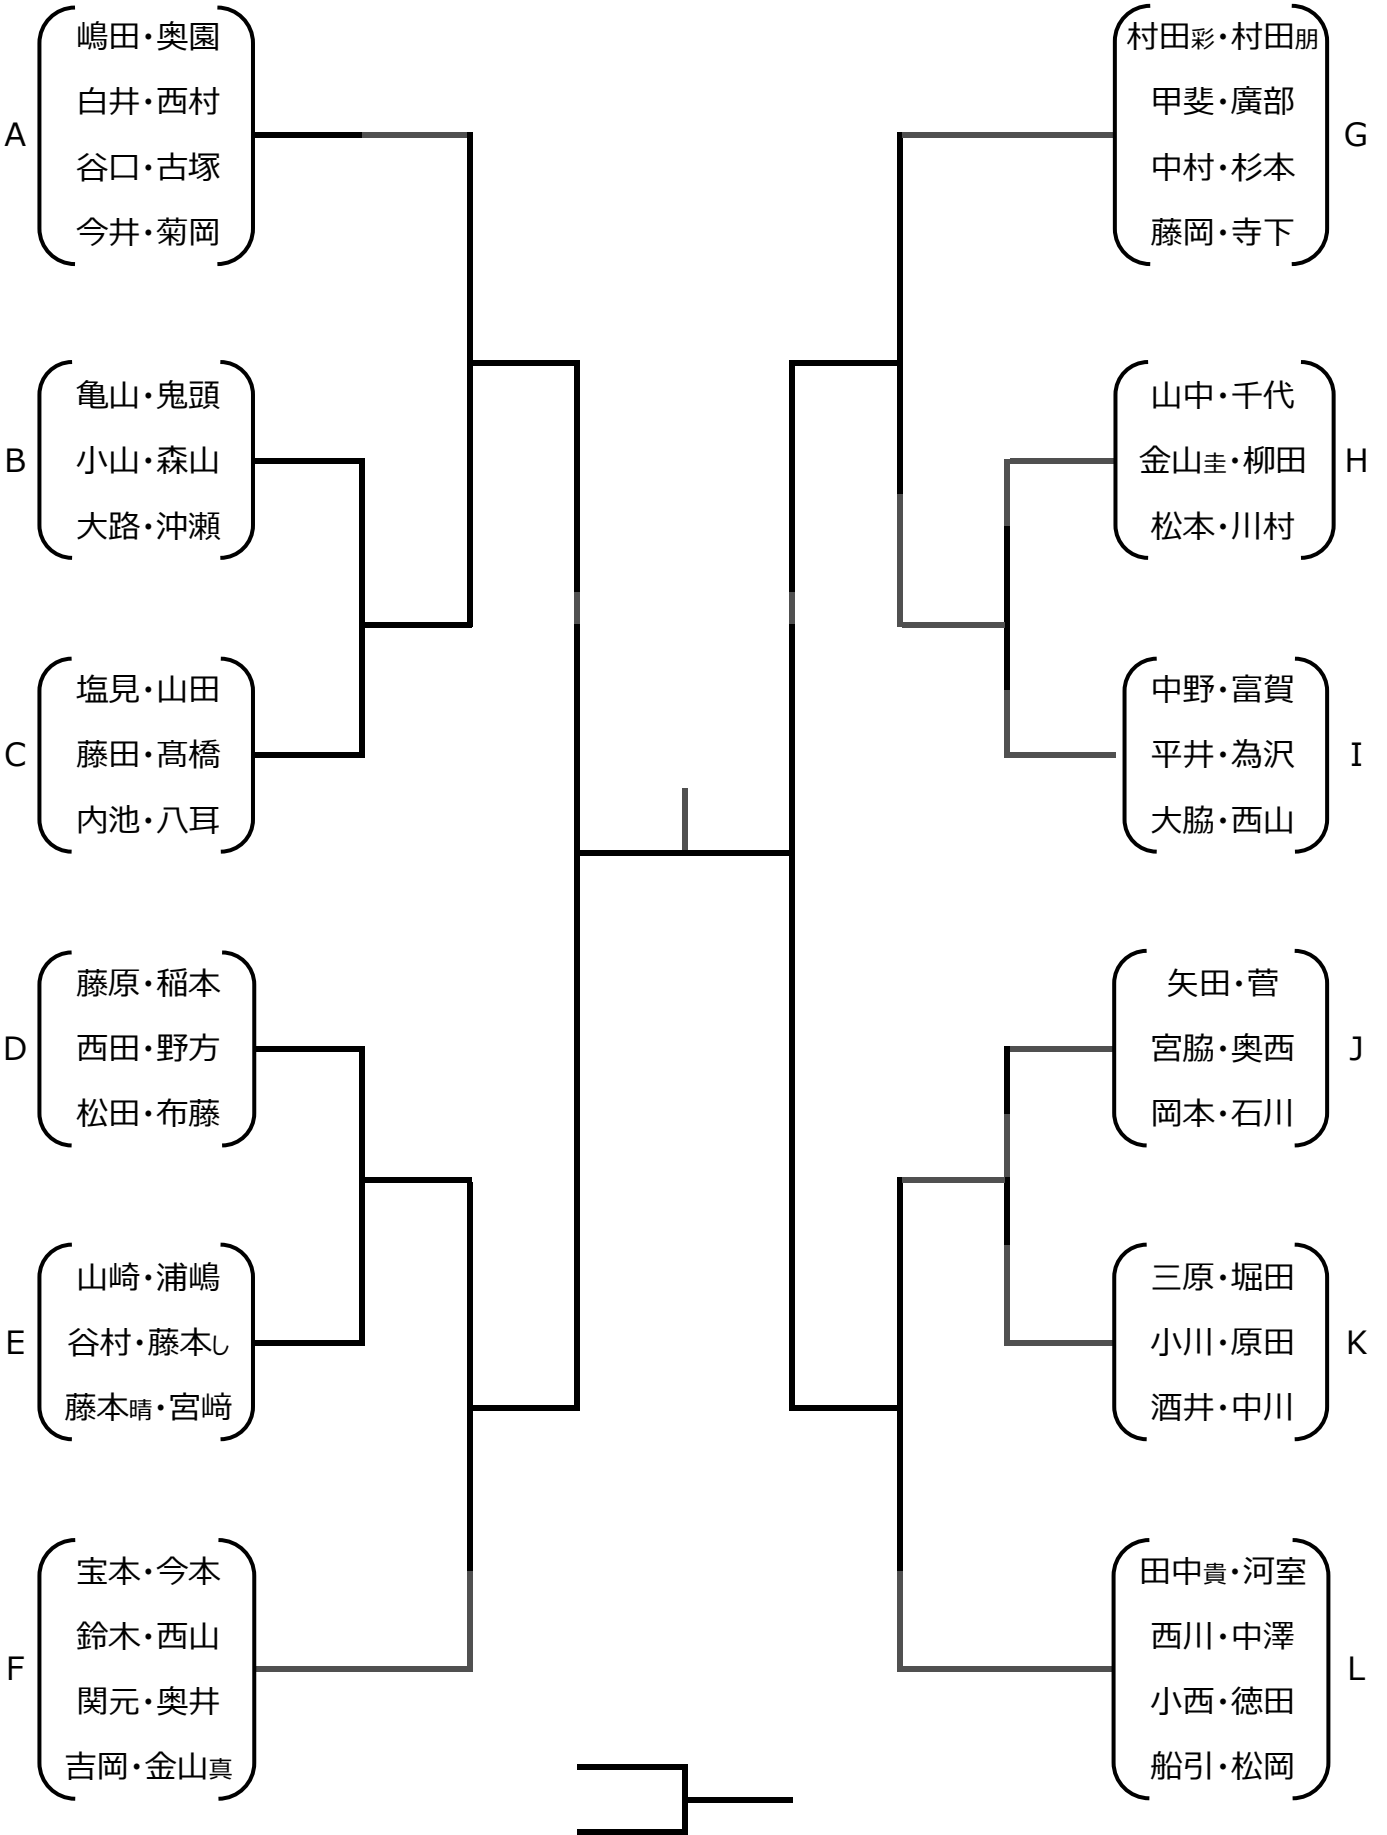 A
嶋田・奥園
白井・西村
谷口・古塚
今井・菊岡
B
亀山・鬼頭
小山・森山
大路・沖瀬
C
塩見・山田
藤田・髙橋
内池・八耳
D
藤原・稲本
西田・野方
松田・布藤
E
山崎・浦嶋
谷村・藤本し
藤本晴・宮﨑
F
宝本・今本
鈴木・西山
関元・奥井
吉岡・金山真
G
村田彩・村田朋
甲斐・廣部
中村・杉本
藤岡・寺下
H
山中・千代
金山圭・柳田
松本・川村
I
中野・富賀
平井・為沢
大脇・西山
J
矢田・菅
宮脇・奥西
岡本・石川
K
三原・堀田
小川・原田
酒井・中川
L
田中貴・河室
西川・中澤
小西・徳田
船引・松岡